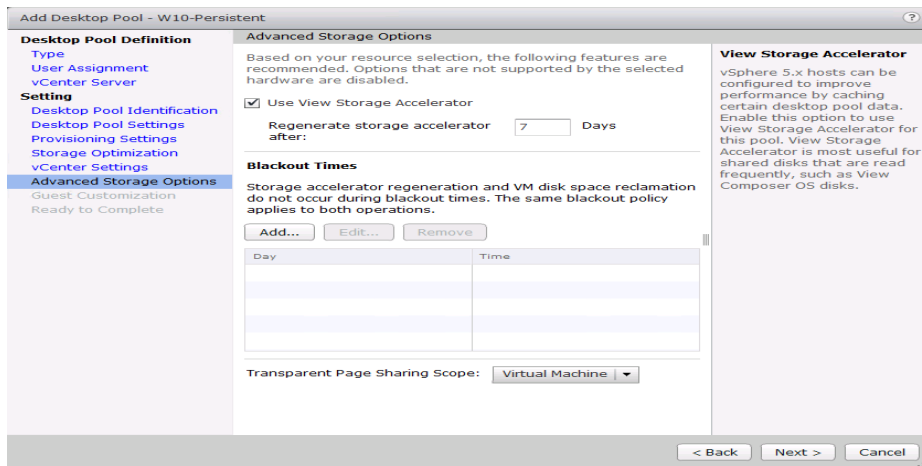 Add Desktop Pool - W10-Persistent
?
Desktop Pool Definition
Type
User Assignment
vCenter Server
Setting
Desktop Pool Identification
Desktop Pool Settings
Provisioning Settings
Storage Optimization
vCenter Settings
Advanced Storage Options
Guest Customization
Ready to Complete
Advanced Storage Options
Based on your resource selection, the following features are
recommended. Options that are not supported by the selected
hardware are disabled.
Use View Storage Accelerator
Regenerate storage accelerator
after:
7 Days
Blackout Times
Storage accelerator regeneration and VM disk space reclamation
do not occur during blackout times. The same blackout policy
applies to both operations.
Add... Edit... Remove
Day Time
Transparent Page Sharing Scope: Virtual Machine
View Storage Accelerator
vSphere 5.x hosts can be
configured to improve
performance by caching
certain desktop pool data.
Enable this option to use
View Storage Accelerator for
this pool. View Storage
Accelerator is most useful for
shared disks that are read
frequently, such as View
Composer OS disks.
< Back Next > Cancel